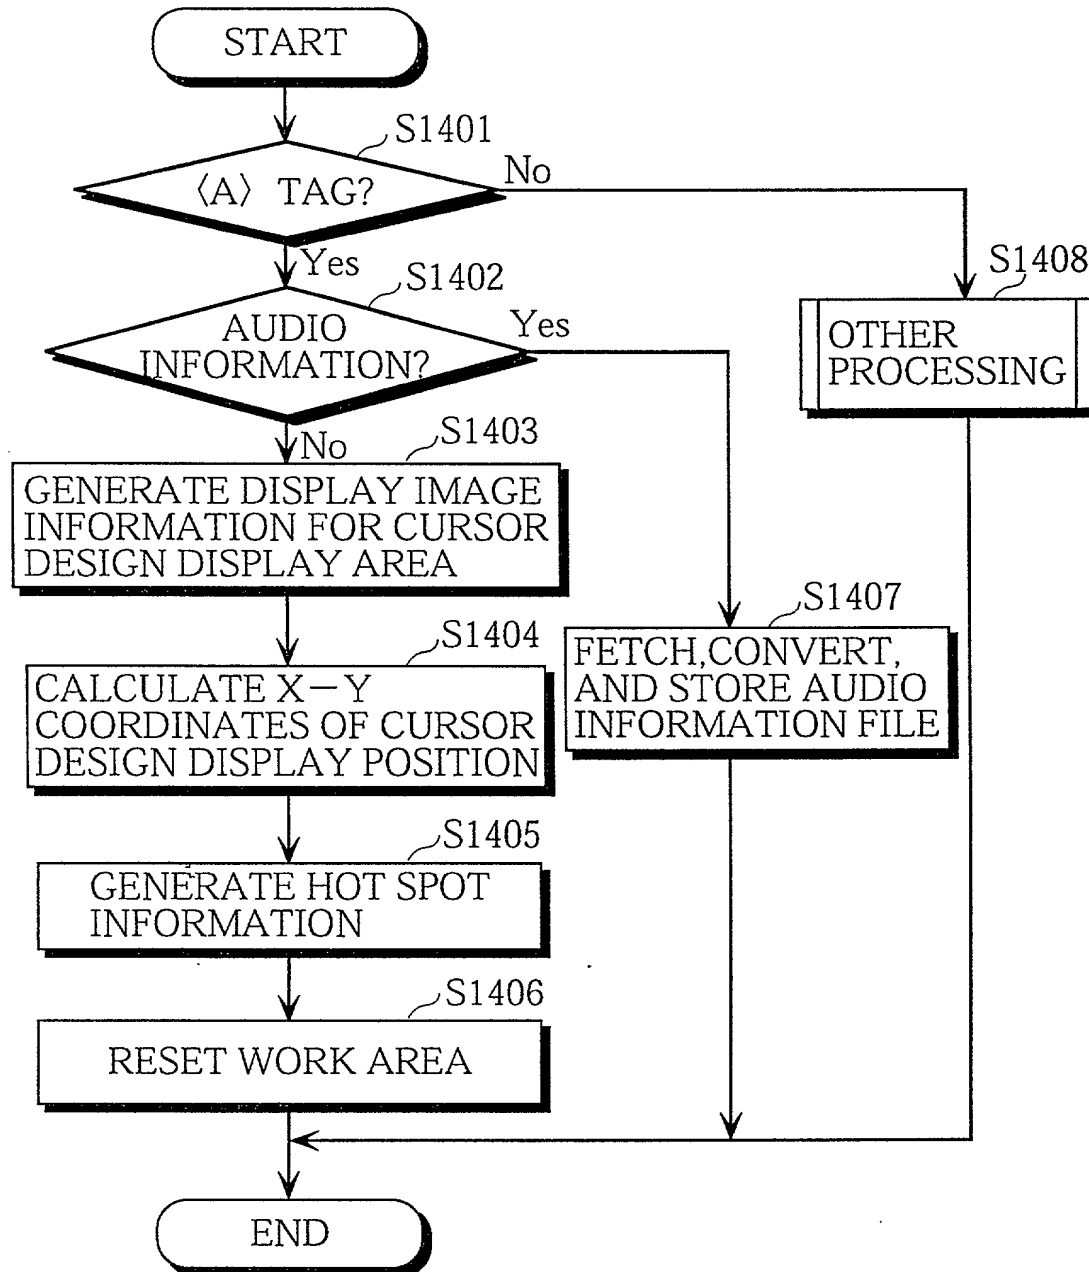 START
S1401
⟨A⟩ TAG?
No
Yes
S1402
AUDIO
INFORMATION?
Yes
S1408
OTHER
PROCESSING
No
S1403
GENERATE DISPLAY IMAGE
INFORMATION FOR CURSOR
DESIGN DISPLAY AREA
S1404
CALCULATE X-Y
COORDINATES OF CURSOR
DESIGN DISPLAY POSITION
S1407
FETCH,CONVERT,
AND STORE AUDIO
INFORMATION FILE
S1405
GENERATE HOT SPOT
INFORMATION
S1406
RESET WORK AREA
END